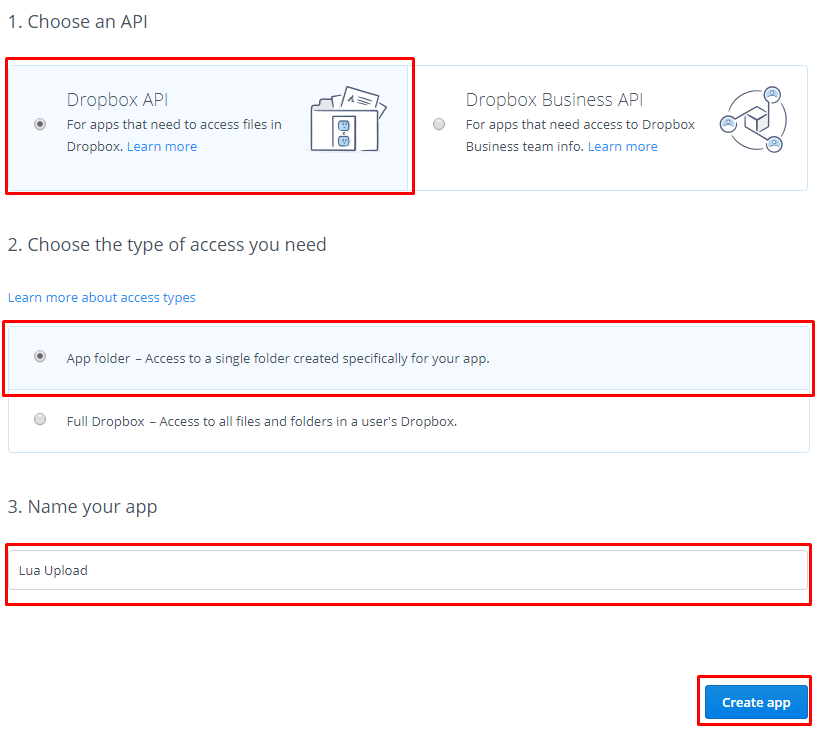 1. Choose an API
Dropbox API
For apps that need to access files in
Dropbox. Learn more
Dropbox Business API
For apps that need access to Dropbox
Business team info. Learn more
2. Choose the type of access you need
Learn more about access types
App folder – Access to a single folder created specifically for your app.
Full Dropbox – Access to all files and folders in a user's Dropbox.
3. Name your app
Lua Upload
Create app